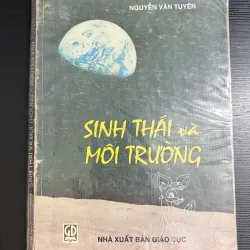 NGUYỄN VĂN TUYÊN
SINH THÁI và
MÔI TRƯỜNG
NHÀ XUẤT BẢN GIÁO DỤC